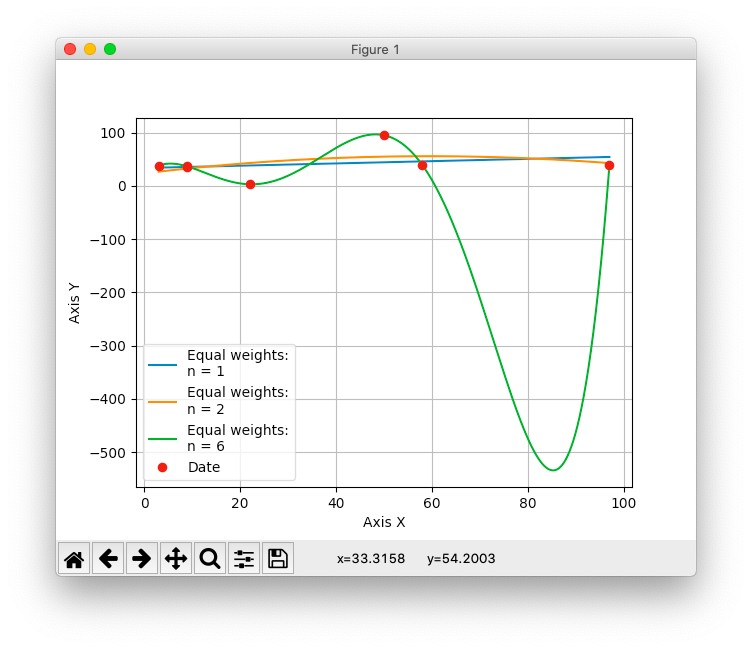 Figure 1
100
0
−100
−200
−300
−400
−500
Axis Y
Equal weights:
n = 1
Equal weights:
n = 2
Equal weights:
n = 6
Date
0
20
40
60
80
100
Axis X
x=33.3158 y=54.2003